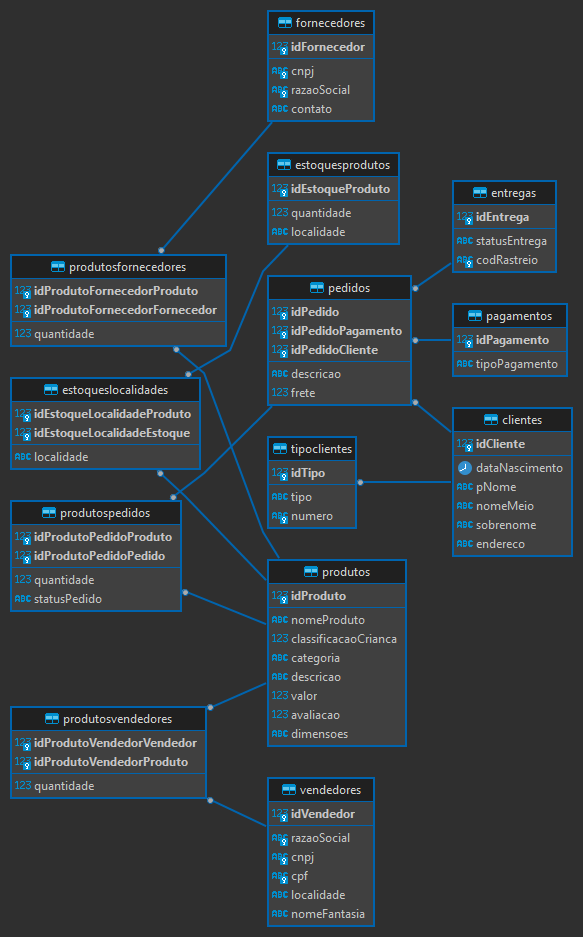 fornecedores
123 idFornecedor
ABC cnpj
ABC razaoSocial
ABC contato
estoquesprodutos
123 idEstoqueProduto
123 quantidade
ABC localidade
entregas
123 idEntrega
ABC statusEntrega
ABC codRastreio
produtosfornecedores
123 idProdutoFornecedorProduto
123 idProdutoFornecedorFornecedor
123 quantidade
pedidos
123 idPedido
123 idPedidoPagamento
123 idPedidoCliente
ABC descricao
123 frete
pagamentos
123 idPagamento
ABC tipoPagamento
estoqueslocalidades
123 idEstoqueLocalidadeProduto
123 idEstoqueLocalidadeEstoque
ABC localidade
clientes
123 idCliente
dataNascimento
ABC pNome
ABC nomeMeio
ABC sobrenome
ABC endereco
tipoclientes
123 idTipo
ABC tipo
ABC numero
produtospedidos
123 idProdutoPedidoProduto
123 idProdutoPedidoPedido
123 quantidade
ABC statusPedido
produtos
123 idProduto
ABC nomeProduto
123 classificacaoCrianca
ABC categoria
ABC descricao
123 valor
123 avaliacao
ABC dimensoes
produtosvendedores
123 idProdutoVendedorVendedor
123 idProdutoVendedorProduto
123 quantidade
vendedores
123 idVendedor
ABC razaoSocial
ABC cnpj
ABC cpf
ABC localidade
ABC nomeFantasia